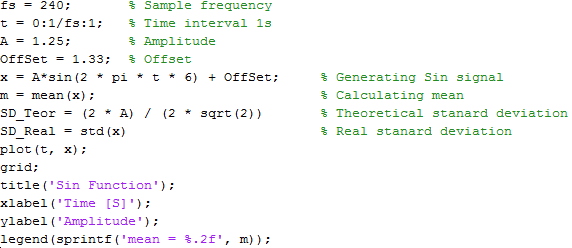 fs = 240;       % Sample frequency
t = 0:1/fs:1;   % Time interval 1s
A = 1.25;       % Amplitude
OffSet = 1.33;  % Offset
x = A*sin(2 * pi * t * 6) + OffSet;     % Generating Sin signal
m = mean(x);                            % Calculating mean
SD_Teor = (2 * A) / (2 * sqrt(2))       % Theoretical stanard deviation
SD_Real = std(x)                        % Real stanard deviation
plot(t, x);
grid;
title('Sin Function');
xlabel('Time [S]');
ylabel('Amplitude');
legend(sprintf('mean = %.2f', m));